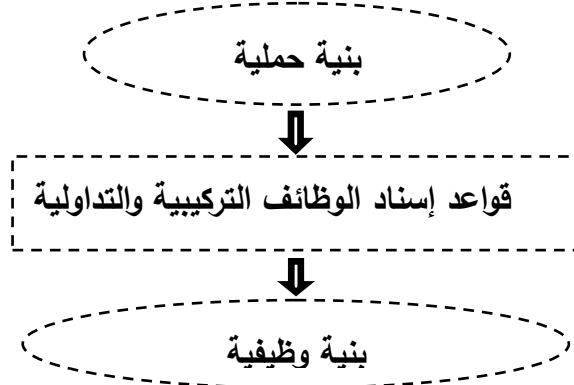 بنية حملية
قواعد إسناد الوظائف التركيبية والتداولية
بنية وظيفية